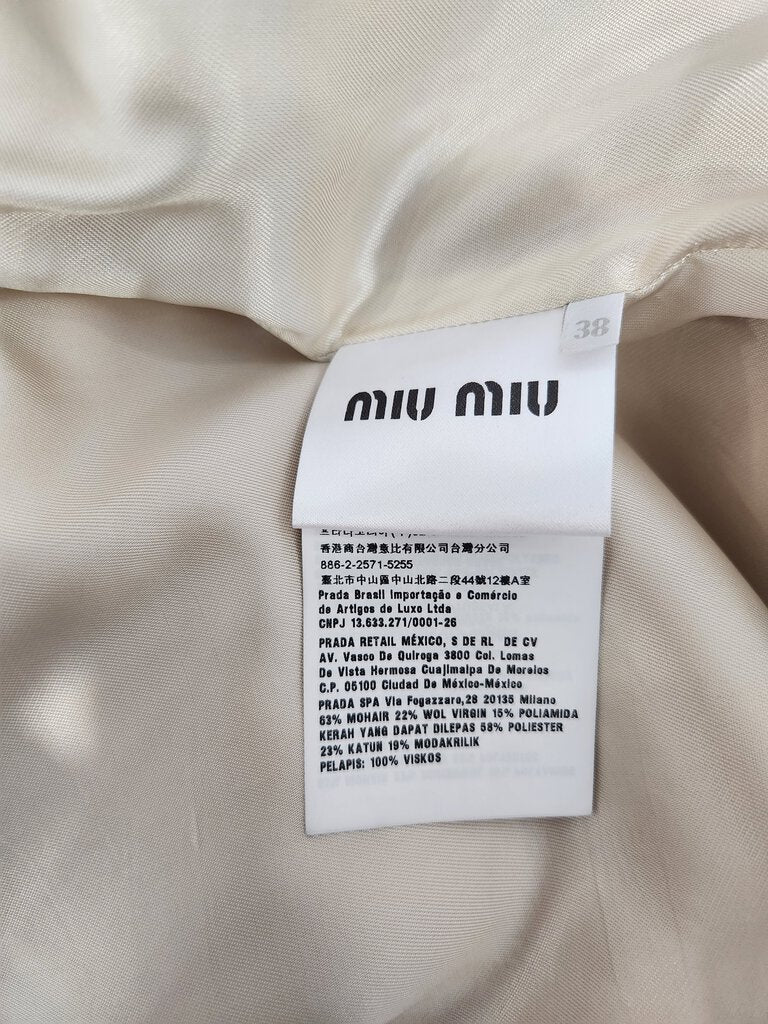 38
miu miu
香港商台灣意比有限公司台灣分公司
886-2-2571-5255
臺北市中山區中山北路二段44號12樓A室
Prada Brasil Importação e Comércio
de Artigos de Luxo Ltda
CNPJ 13.633.271/0001-26
PRADA RETAIL MÉXICO, S DE RL DE CV
AV. Vasco De Quiroga 3800 Col. Lomas
De Vista Hermosa Cuajimalpa De Morelos
C.P. 05100 Ciudad De México-México
PRADA SPA Via Fogazzaro,28 20135 Milano
63% MOHAIR 22% WOL VIRGIN 15% POLIAMIDA
KERAH YANG DAPAT DILEPAS 58% POLIESTER
23% KATUN 19% MODAKRILIK
PELAPIS: 100% VISKOS